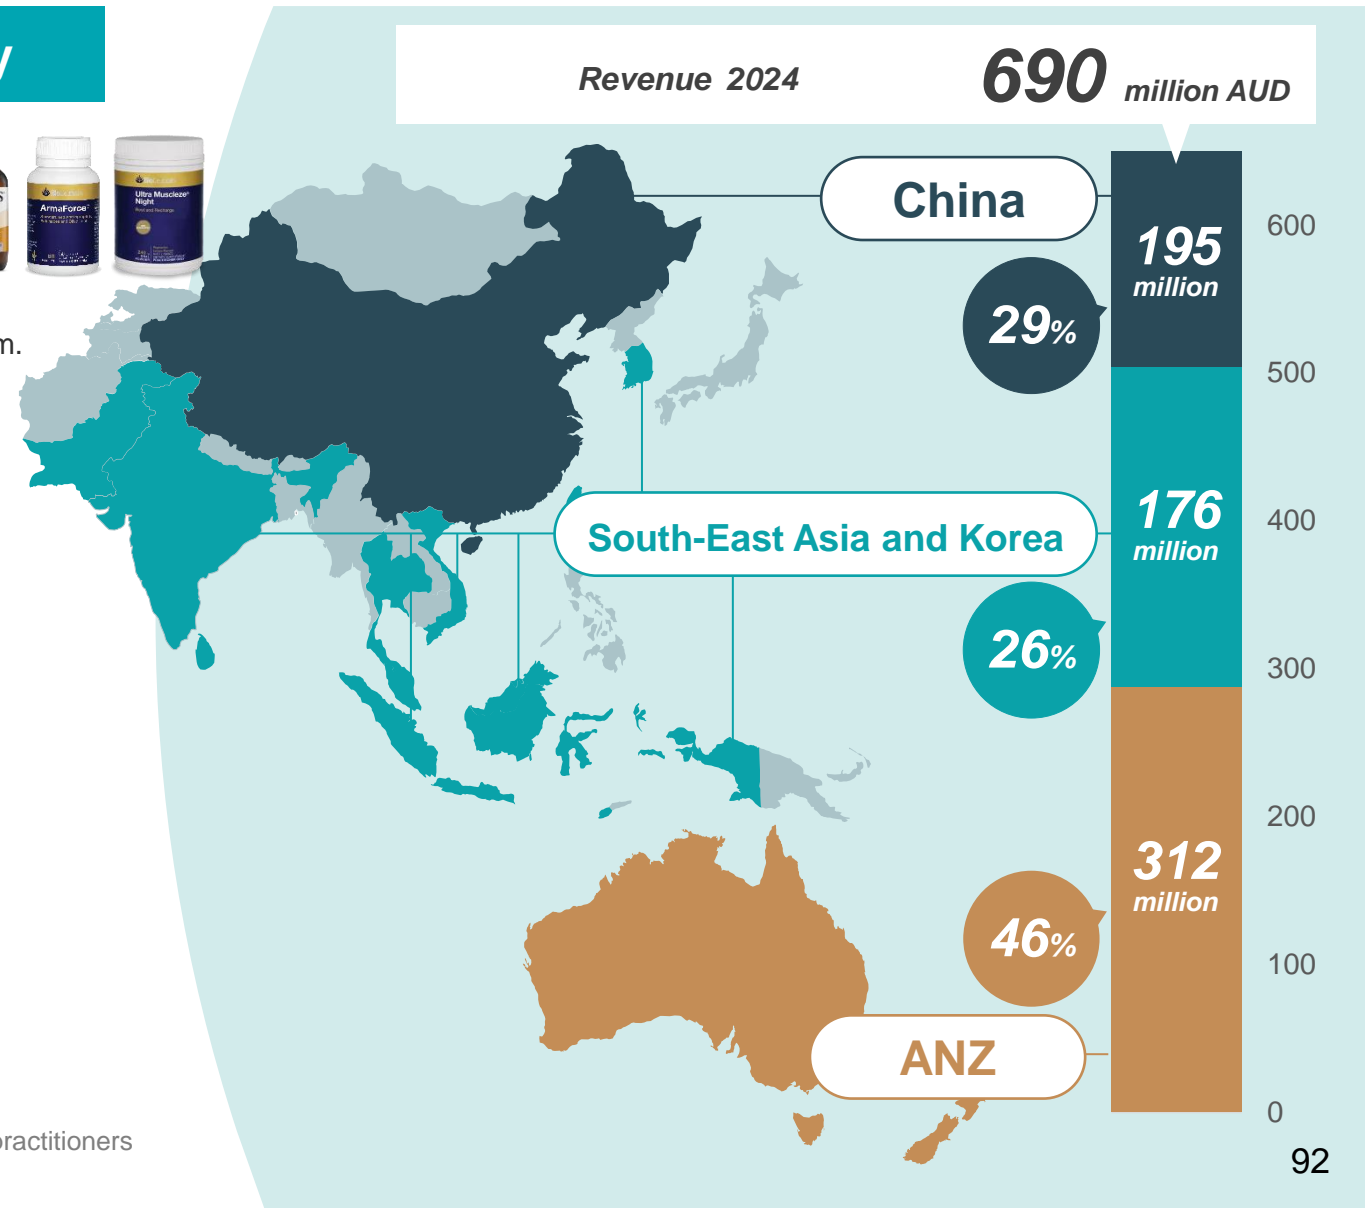 y
Revenue 2024
690 million AUD
ArmaForce
Ultra Muscleze
Night
m.
China
195
million
29%
South-East Asia and Korea
176
million
26%
312
million
46%
ANZ
600
500
400
300
200
100
0
practitioners
92